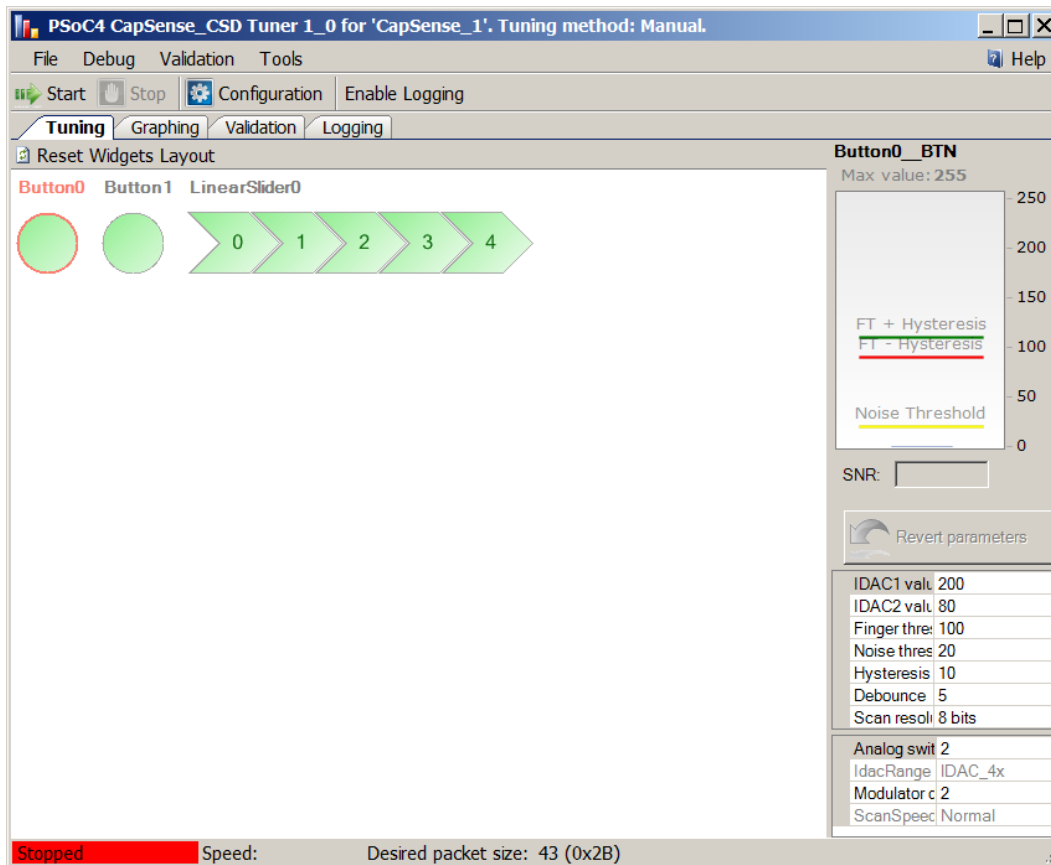 PSoC4 CapSense_CSD Tuner 1_0 for 'CapSense_1'. Tuning method: Manual.
File Debug Validation Tools Help
Start Stop Configuration Enable Logging
Tuning Graphing Validation Logging
Reset Widgets Layout
Button0 Button1 LinearSlider0
0 1 2 3 4
Button0__BTN
Max value: 255
250
200
150
FT + Hysteresis
FT - Hysteresis
100
50
Noise Threshold
0
SNR:
Revert parameters
IDAC1 valu 200
IDAC2 valu 80
Finger thres 100
Noise thres 20
Hysteresis 10
Debounce 5
Scan resolu 8 bits
Analog swit 2
IdacRange IDAC_4x
Modulator c 2
ScanSpeed Normal
Stopped Speed: Desired packet size: 43 (0x2B)